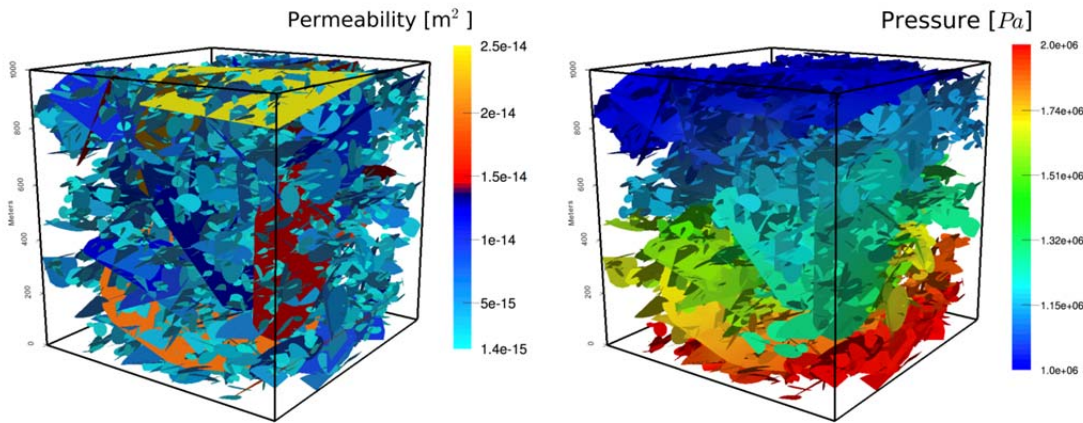 Permeability [m²]
2.5e-14
2e-14
1.5e-14
1e-14
5e-15
1.4e-15
1000
800
600
Meters
400
200
0
Pressure [Pa]
2.0e+06
1.74e+06
1.50e+06
1.32e+06
1.15e+06
1.0e+06
1000
800
600
Meters
400
200
0